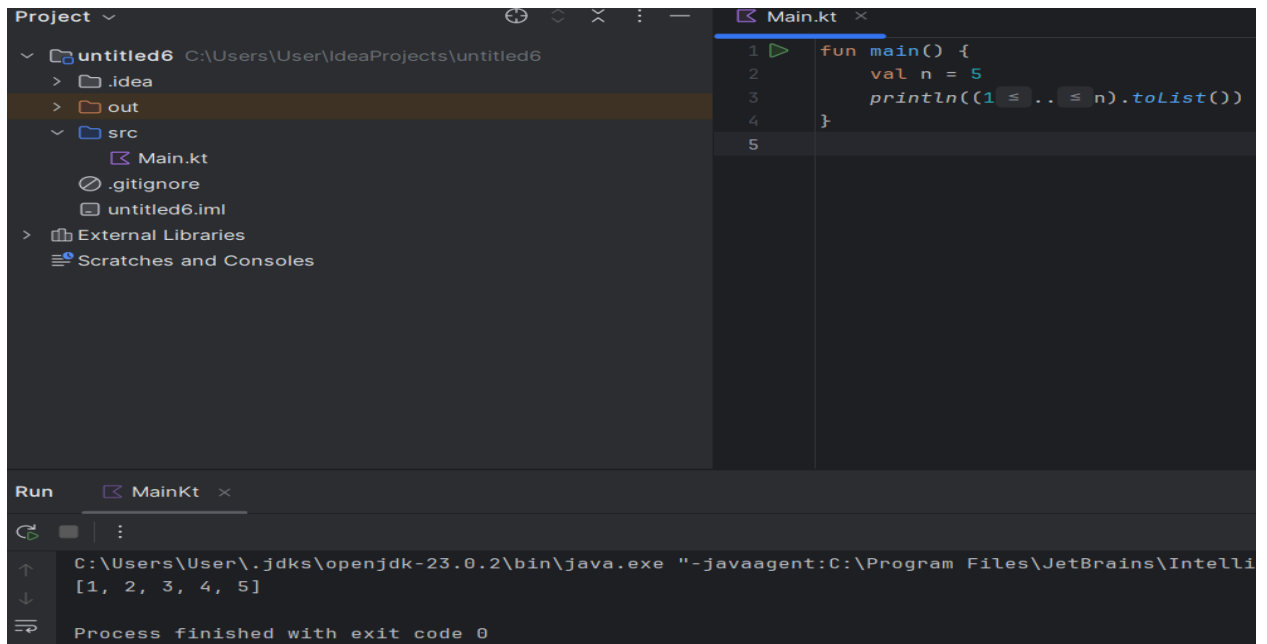 Project
Main.kt
untitled6 C:\Users\User\IdeaProjects\untitled6
.idea
out
src
Main.kt
.gitignore
untitled6.iml
External Libraries
Scratches and Consoles
1 fun main() {
2 val n = 5
3 println((1 ≤ .. ≤ n).toList())
4 }
5
Run MainKt
C:\Users\User\.jdks\openjdk-23.0.2\bin\java.exe "-javaagent:C:\Program Files\JetBrains\Intelli
[1, 2, 3, 4, 5]
Process finished with exit code 0